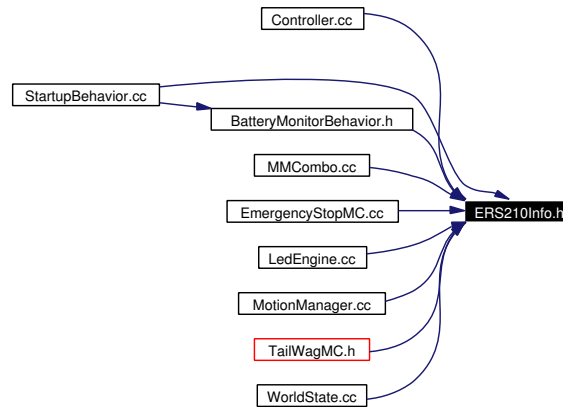 Controller.cc
StartupBehavior.cc
BatteryMonitorBehavior.h
MMCombo.cc
EmergencyStopMC.cc
ERS210Info.h
LedEngine.cc
MotionManager.cc
TailWagMC.h
WorldState.cc